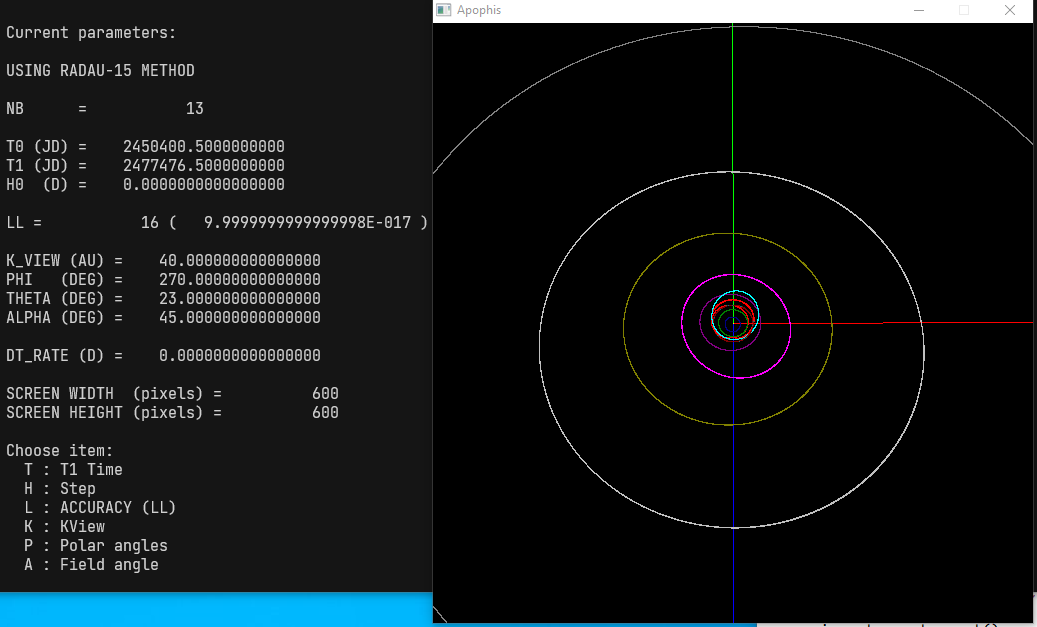 Apophis
Current parameters:
USING RADAU-15 METHOD
NB = 13
T0 (JD) = 2450400.5000000000
T1 (JD) = 2477476.5000000000
H0 (D) = 0.0000000000000000
LL = 16 ( 9.9999999999999998E-017 )
K_VIEW (AU) = 40.000000000000000
PHI (DEG) = 270.00000000000000
THETA (DEG) = 23.000000000000000
ALPHA (DEG) = 45.000000000000000
DT_RATE (D) = 0.0000000000000000
SCREEN WIDTH (pixels) = 600
SCREEN HEIGHT (pixels) = 600
Choose item:
T : T1 Time
H : Step
L : ACCURACY (LL)
K : KView
P : Polar angles
A : Field angle